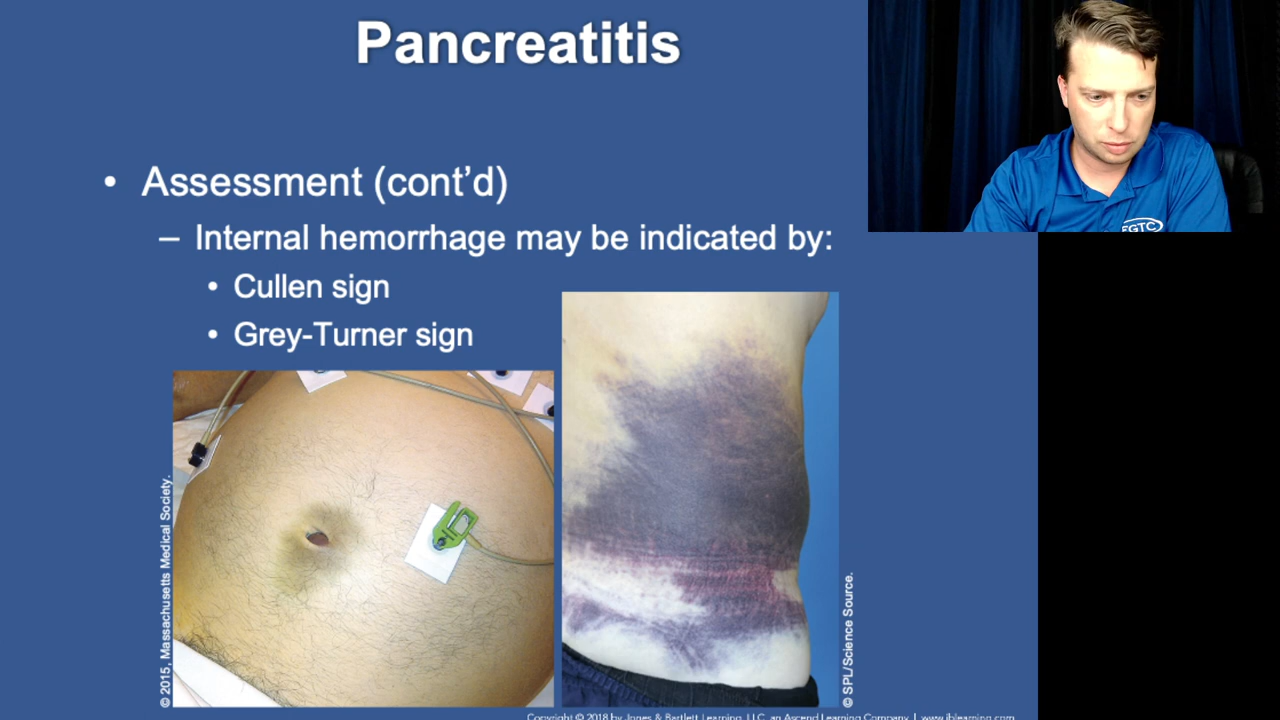 Pancreatitis
• Assessment (cont’d)
– Internal hemorrhage may be indicated by:
• Cullen sign
• Grey-Turner sign
© 2015, Massachusetts Medical Society.
© SPL/Science Source.
Copyright © 2018 by Jones & Bartlett Learning, LLC, an Ascend Learning Company | www.jblearning.com
FGTC